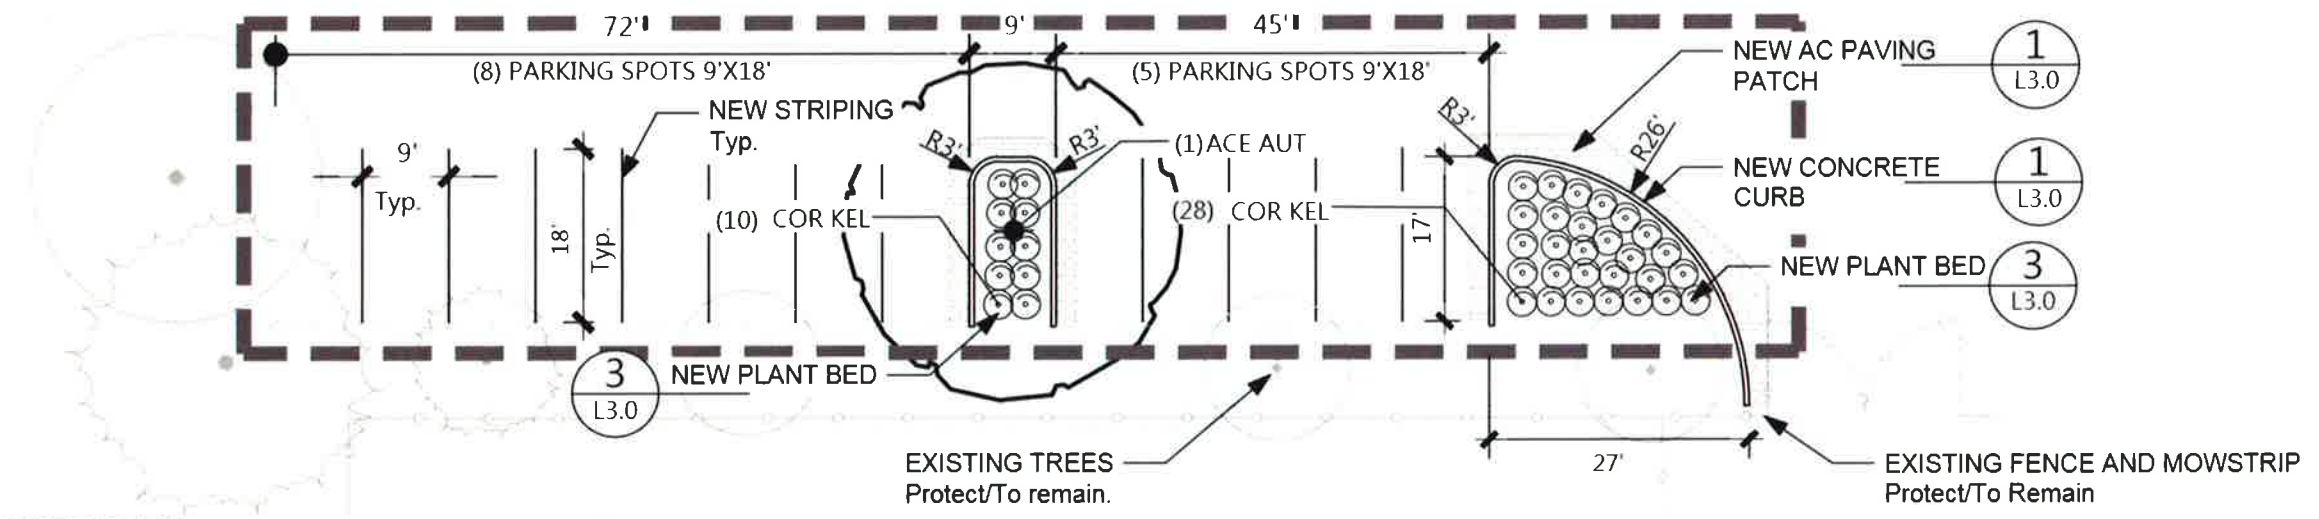 72'
9'
45'
(8) PARKING SPOTS 9'X18'
(5) PARKING SPOTS 9'X18'
NEW AC PAVING
PATCH
1
L3.0
NEW STRIPING
Typ.
9'
Typ.
18'
Typ.
R3'
R3'
(1)ACE AUT
R3'
R26'
NEW CONCRETE
CURB
1
L3.0
(10) COR KEL
(28) COR KEL
17'
NEW PLANT BED
3
L3.0
3
L3.0
NEW PLANT BED
EXISTING TREES
Protect/To remain.
27'
EXISTING FENCE AND MOWSTRIP
Protect/To Remain